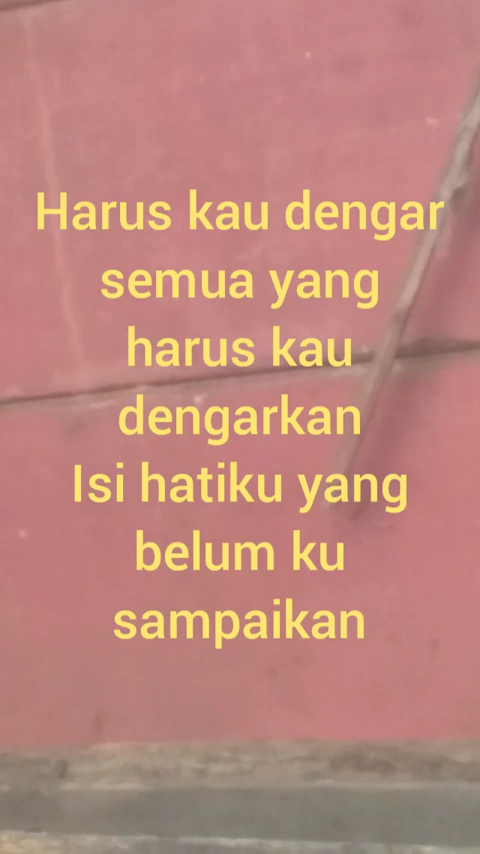 Harus kau dengar
semua yang
harus kau
dengarkan
Isi hatiku yang
belum ku
sampaikan